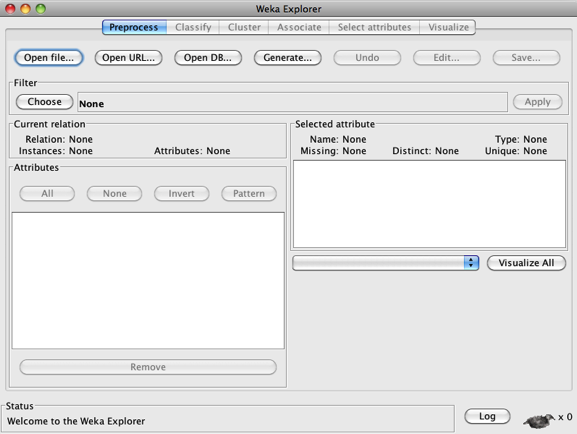 Weka Explorer
Preprocess Classify Cluster Associate Select attributes Visualize
Open file... Open URL... Open DB... Generate... Undo Edit... Save...
Filter
Choose None Apply
Current relation
Relation: None
Instances: None Attributes: None
Selected attribute
Name: None Type: None
Missing: None Distinct: None Unique: None
Attributes
All None Invert Pattern
Visualize All
Remove
Status
Welcome to the Weka Explorer
Log x 0